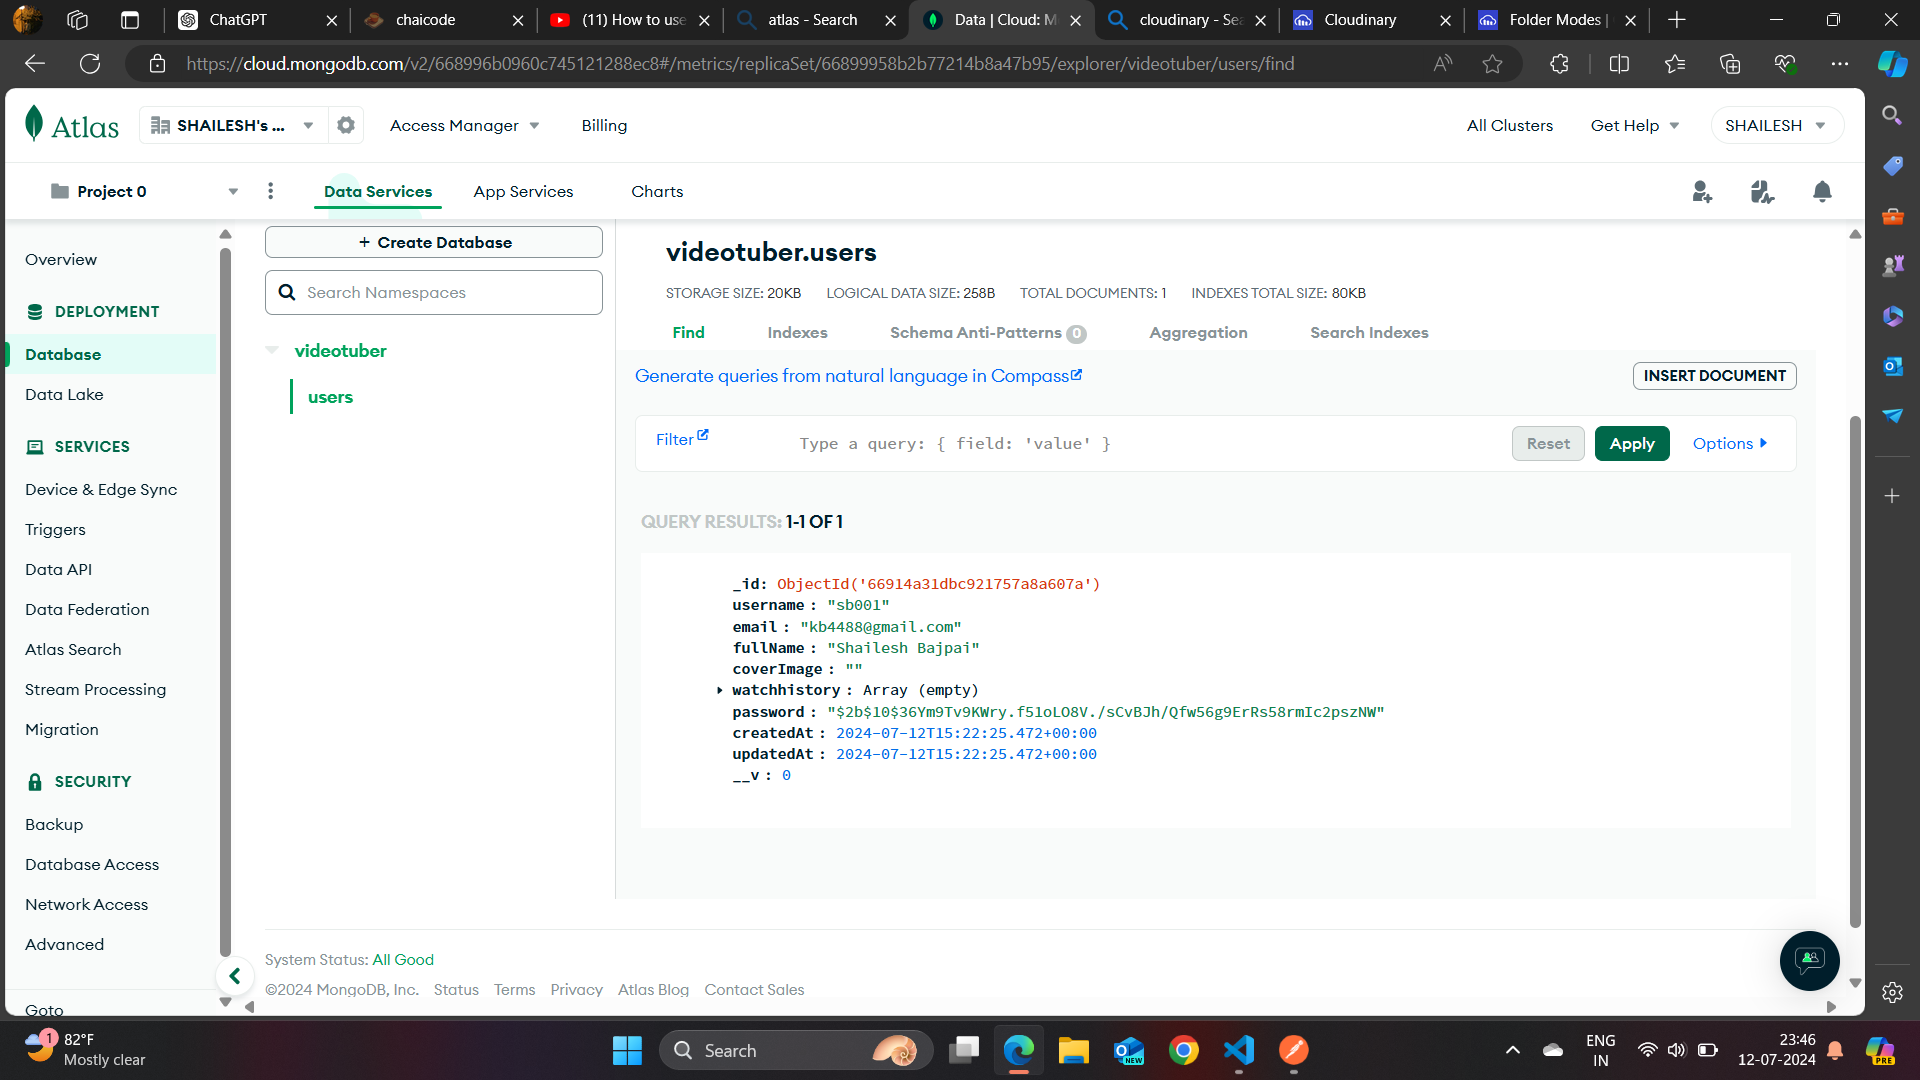 ChatGPT
chaicode
(11) How to use
atlas - Search
Data | Cloud: M
cloudinary - Sea
Cloudinary
Folder Modes |
https://cloud.mongodb.com/v2/668996b0960c745121288ec8#/metrics/replicaSet/66899958b2b77214b8a47b95/explorer/videotuber/users/find
Atlas
SHAILESH's ...
Access Manager
Billing
All Clusters
Get Help
SHAILESH
Project 0
Data Services
App Services
Charts
Overview
DEPLOYMENT
Database
Data Lake
SERVICES
Device & Edge Sync
Triggers
Data API
Data Federation
Atlas Search
Stream Processing
Migration
SECURITY
Backup
Database Access
Network Access
Advanced
Goto
+ Create Database
Search Namespaces
videotuber
users
videotuber.users
STORAGE SIZE: 20KB LOGICAL DATA SIZE: 258B TOTAL DOCUMENTS: 1 INDEXES TOTAL SIZE: 80KB
Find
Indexes
Schema Anti-Patterns 0
Aggregation
Search Indexes
Generate queries from natural language in Compass
INSERT DOCUMENT
Filter
Type a query: { field: 'value' }
Reset
Apply
Options
QUERY RESULTS: 1-1 OF 1
_id: ObjectId('66914a31dbc921757a8a607a')
username : "sb001"
email : "kb4488@gmail.com"
fullName : "Shailesh Bajpai"
coverImage : ""
watchhistory : Array (empty)
password : "$2b$10$36Ym9Tv9KWry.f51oLO8V./sCvBJh/Qfw56g9ErRs58rmIc2pszNW"
createdAt : 2024-07-12T15:22:25.472+00:00
updatedAt : 2024-07-12T15:22:25.472+00:00
__v : 0
System Status: All Good
©2024 MongoDB, Inc. Status Terms Privacy Atlas Blog Contact Sales
1
82°F
Mostly clear
Search
NEW
ENG
IN
23:46
12-07-2024
PRE